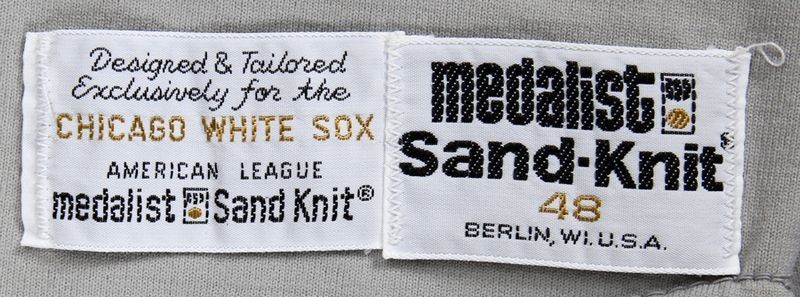 Designed & Tailored
Exclusively for the
CHICAGO WHITE SOX
AMERICAN LEAGUE
medalist Sand Knit®
medalist
Sand-Knit®
48
BERLIN, WI. U.S.A.